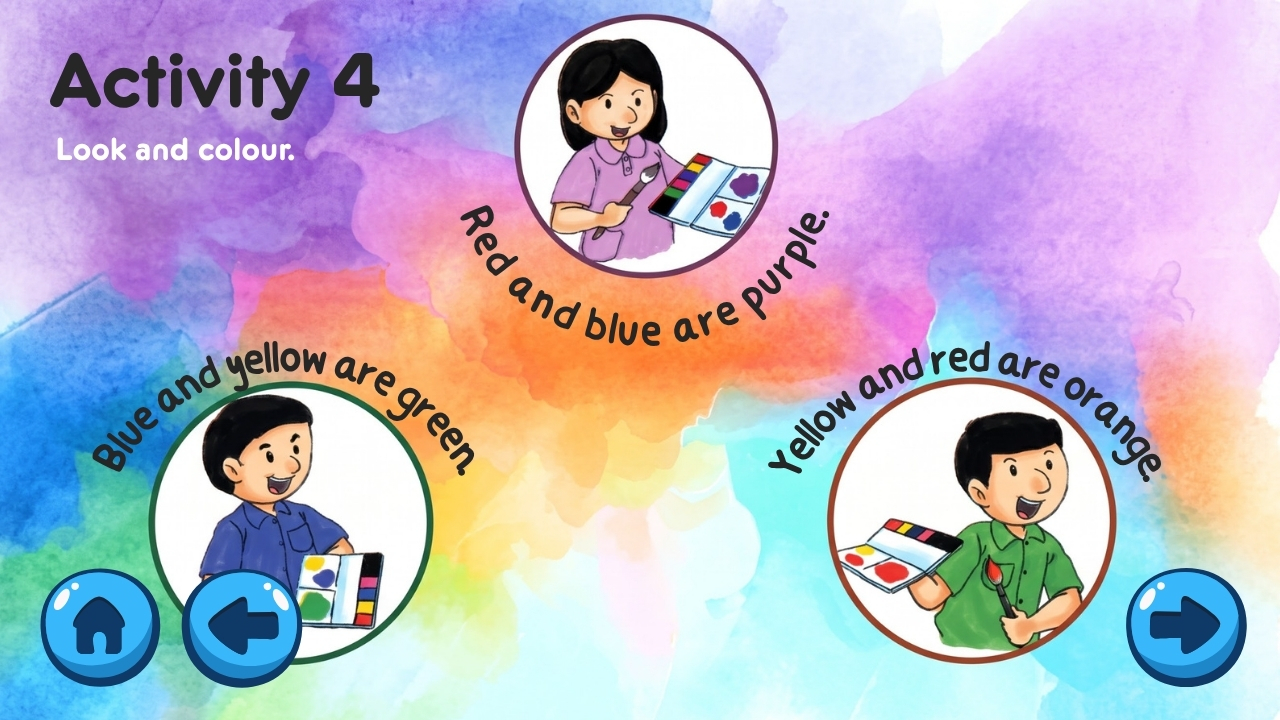 Activity 4
Look and colour.
Red and blue are purple.
Blue and yellow are green.
Yellow and red are orange.